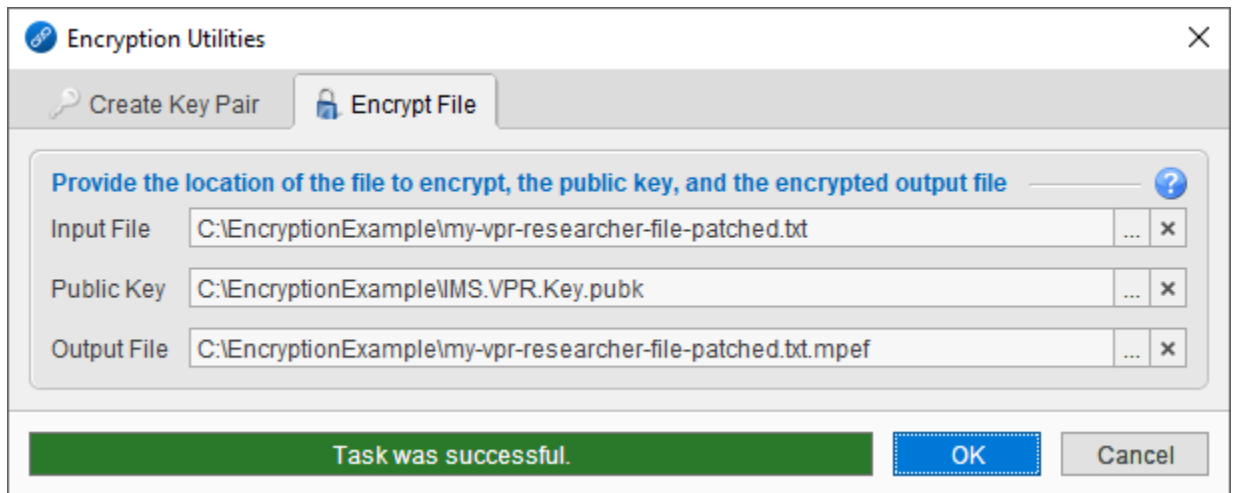 Encryption Utilities
Create Key Pair
Encrypt File
Provide the location of the file to encrypt, the public key, and the encrypted output file
?
Input File C:\EncryptionExample\my-vpr-researcher-file-patched.txt ...
Public Key C:\EncryptionExample\IMS.VPR.Key.pubk ...
Output File C:\EncryptionExample\my-vpr-researcher-file-patched.txt.mpef ...
Task was successful.
OK
Cancel